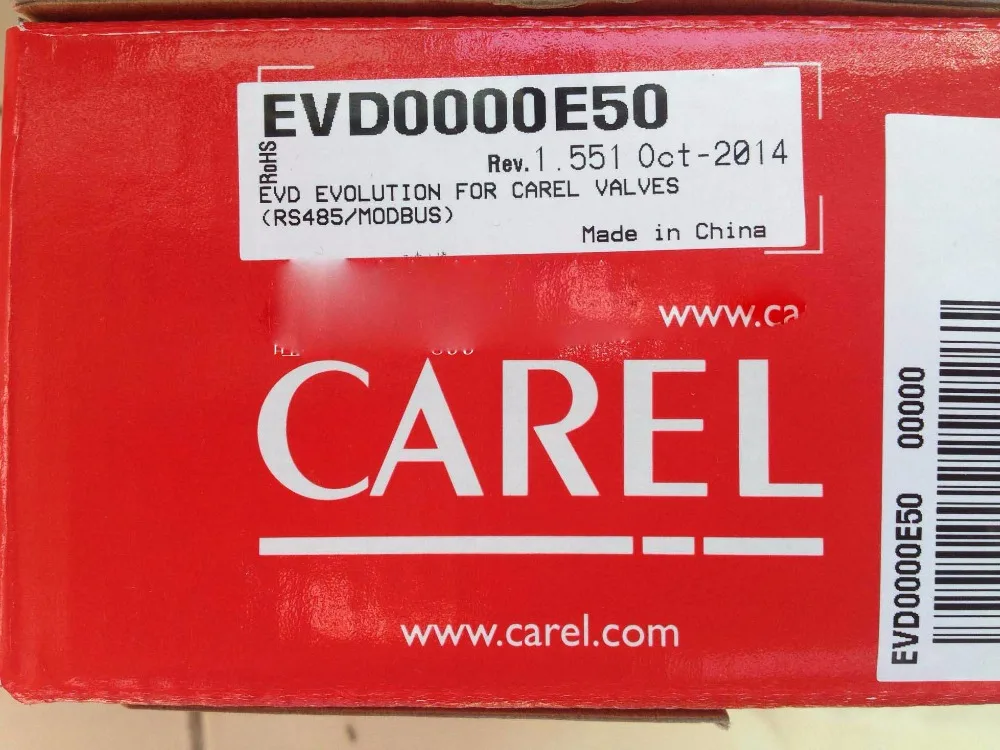 EVD0000E50
Rev.1.551 Oct-2014
RoHS
EVD EVOLUTION FOR CAREL VALVES
(RS485/MODBUS)
Made in China
www.ca
CAREL
www.carel.com
EVD0000E50 00000